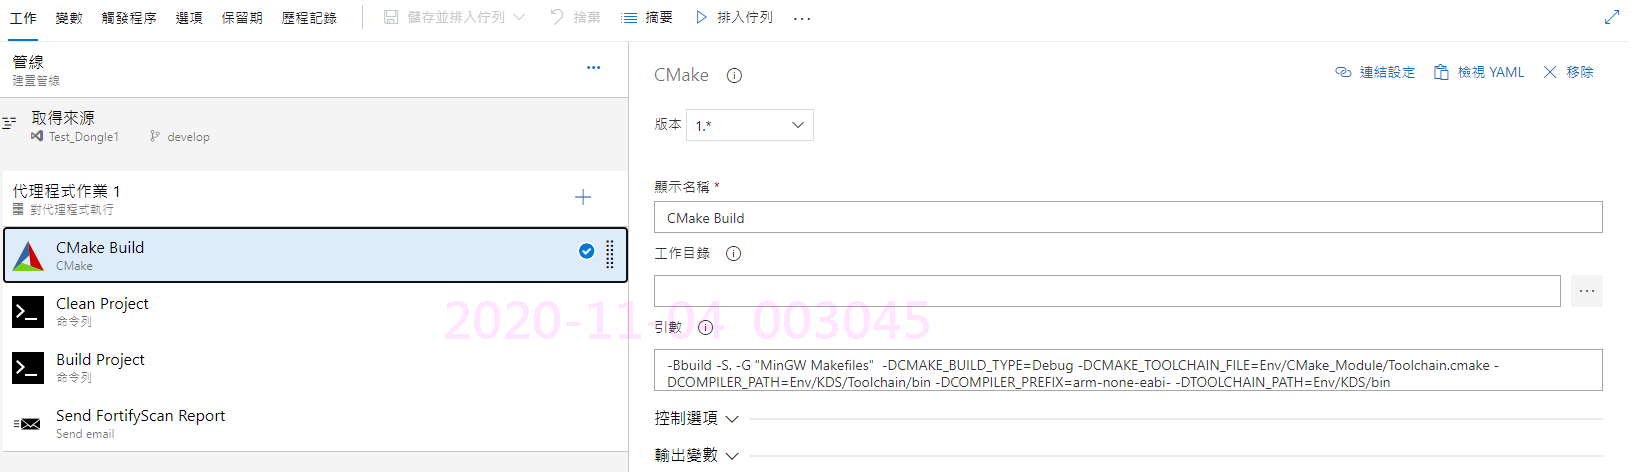 工作 變數 觸發程序 選項 保留期 歷程記錄 儲存並排入佇列 捨棄 摘要 排入佇列 ...
管線
建置管線
...
取得來源
Test_Dongle1 develop
代理程式作業 1
對代理程式執行
CMake Build
CMake
Clean Project
命令列
Build Project
命令列
Send FortifyScan Report
Send email
CMake 連結設定 檢視 YAML 移除
版本 1.*
顯示名稱 *
CMake Build
工作目錄
...
2020-11-04 003045
引數
-Bbuild -S. -G "MinGW Makefiles" -DCMAKE_BUILD_TYPE=Debug -DCMAKE_TOOLCHAIN_FILE=Env/CMake_Module/Toolchain.cmake -
DCOMPILER_PATH=Env/KDS/Toolchain/bin -DCOMPILER_PREFIX=arm-none-eabi- -DTOOLCHAIN_PATH=Env/KDS/bin
控制選項
輸出變數